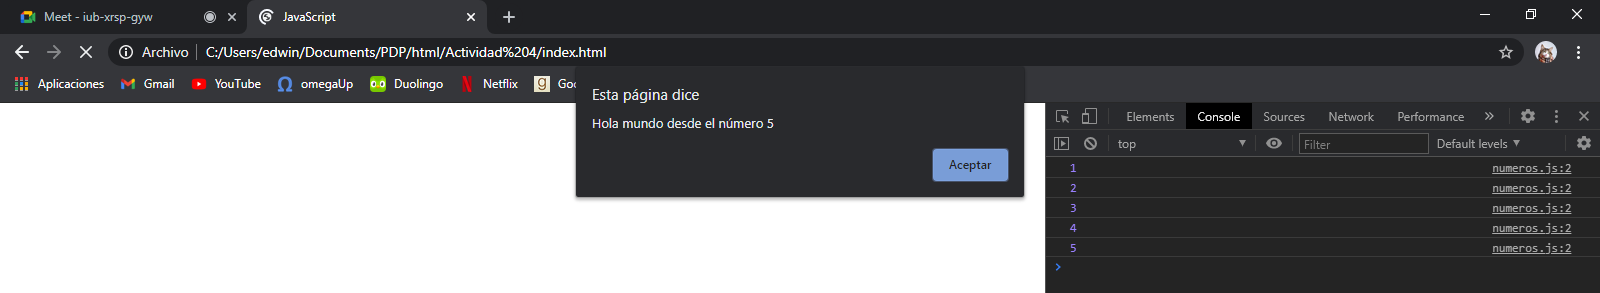 Meet - iub-xrsp-gyw
JavaScript
Archivo | C:/Users/edwin/Documents/PDP/html/Actividad%204/index.html
Aplicaciones Gmail YouTube omegaUp Duolingo Netflix Goo
Esta página dice
Hola mundo desde el número 5
Aceptar
Elements Console Sources Network Performance »
top Filter Default levels
1 numeros.js:2
2 numeros.js:2
3 numeros.js:2
4 numeros.js:2
5 numeros.js:2